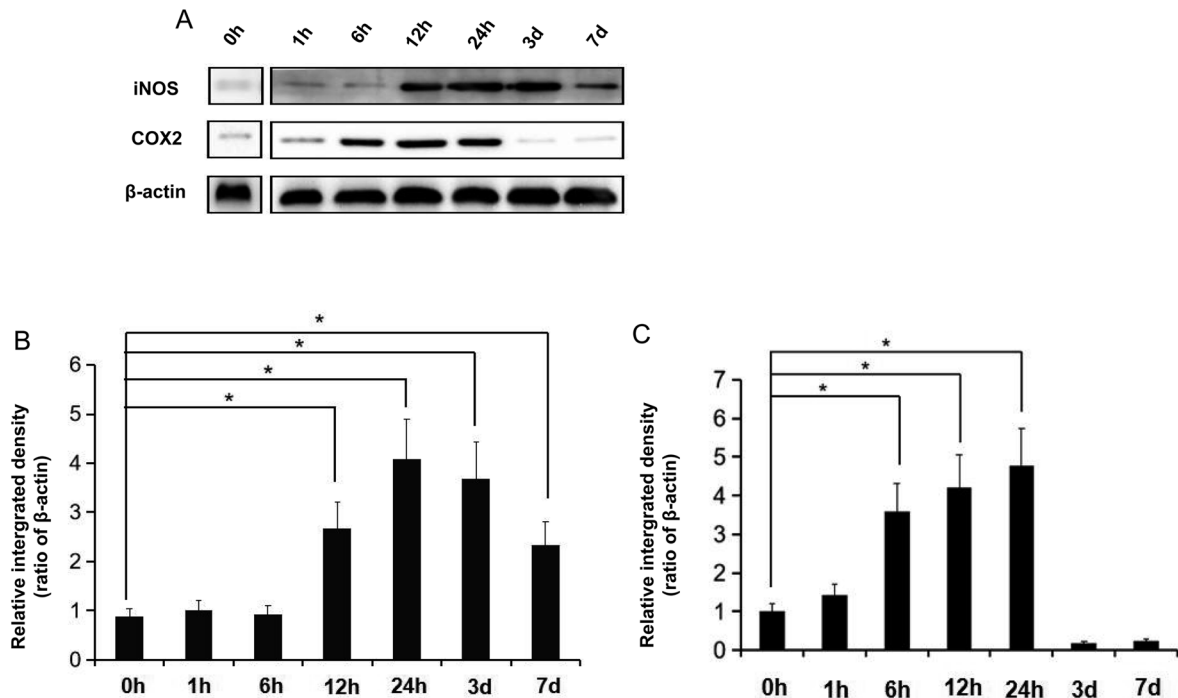 A
0h 1h 6h 12h 24h 3d 7d
iNOS
COX2
β-actin
B
Relative intergrated density
(ratio of β-actin)
6
5
4
3
2
1
0
*
*
*
*
0h 1h 6h 12h 24h 3d 7d
C
Relative intergrated density
(ratio of β-actin)
7
6
5
4
3
2
1
0
*
*
*
0h 1h 6h 12h 24h 3d 7d